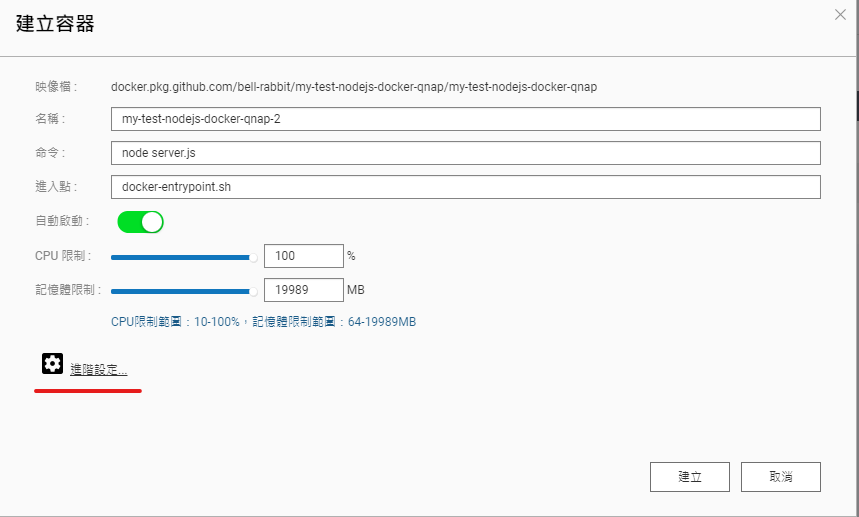 建立容器
映像檔： docker.pkg.github.com/bell-rabbit/my-test-nodejs-docker-qnap/my-test-nodejs-docker-qnap
名稱： my-test-nodejs-docker-qnap-2
命令： node server.js
進入點： docker-entrypoint.sh
自動啟動：
CPU 限制： 100 %
記憶體限制： 19989 MB
CPU限制範圍：10-100%，記憶體限制範圍：64-19989MB
進階設定...
建立 取消